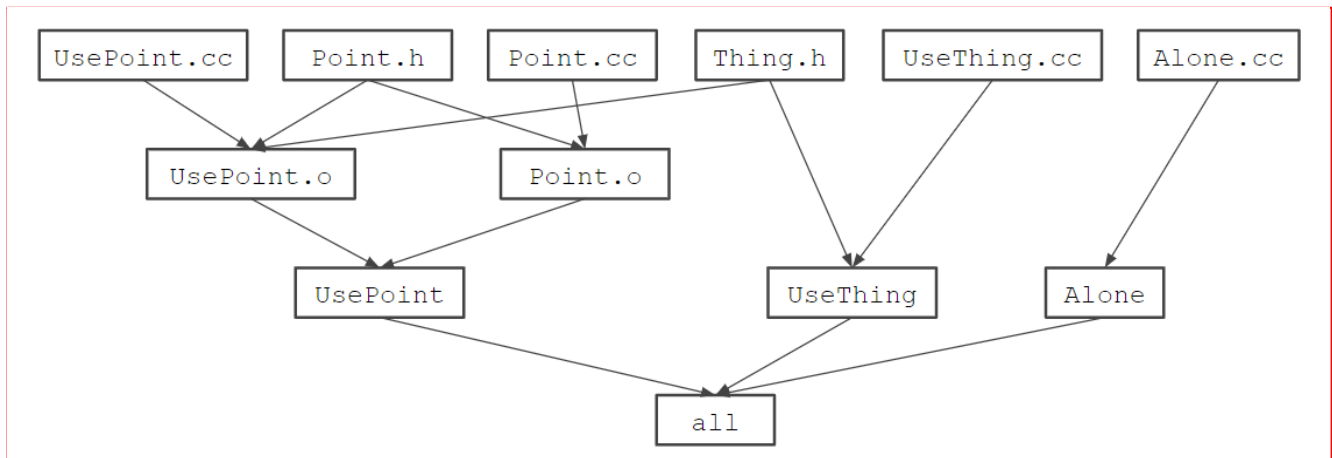 UsePoint.cc
Point.h
Point.cc
Thing.h
UseThing.cc
Alone.cc
UsePoint.o
Point.o
UsePoint
UseThing
Alone
all